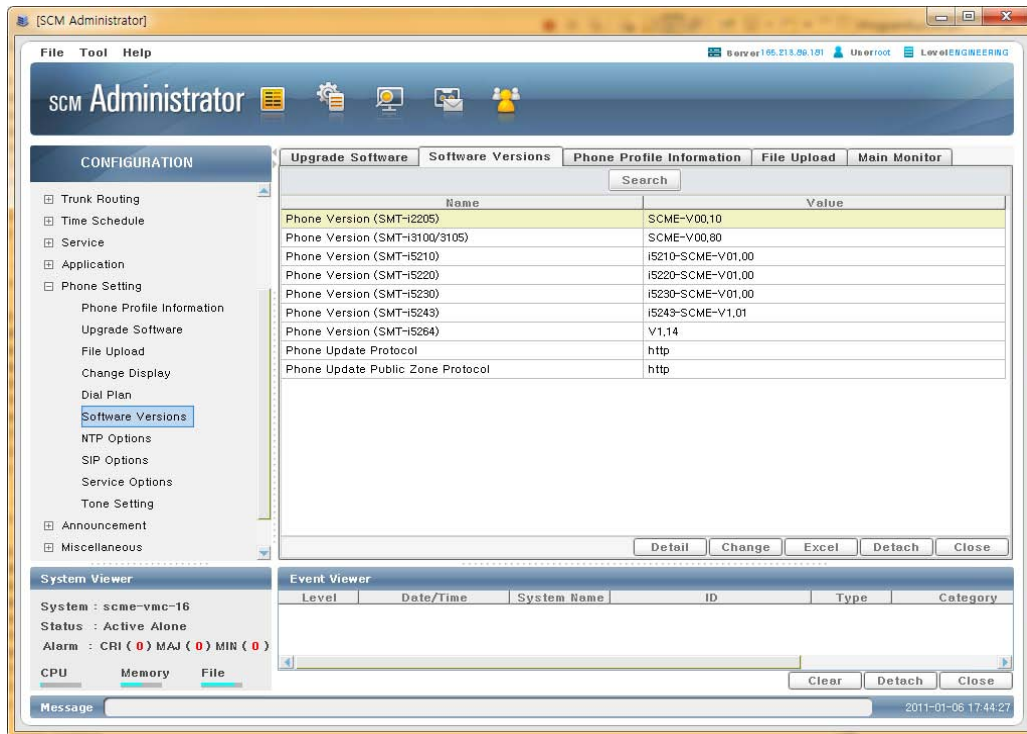 [SCM Administrator]
File Tool Help
Server 165.213.89.181 User root Level ENGINEERING
SCM Administrator
CONFIGURATION
Trunk Routing
Time Schedule
Service
Application
Phone Setting
Phone Profile Information
Upgrade Software
File Upload
Change Display
Dial Plan
Software Versions
NTP Options
SIP Options
Service Options
Tone Setting
Announcement
Miscellaneous
Upgrade Software Software Versions Phone Profile Information File Upload Main Monitor
Search
Name Value
Phone Version (SMT-i2205) SCME-V00.10
Phone Version (SMT-i3100/3105) SCME-V00.80
Phone Version (SMT-i5210) i5210-SCME-V01.00
Phone Version (SMT-i5220) i5220-SCME-V01.00
Phone Version (SMT-i5230) i5230-SCME-V01.00
Phone Version (SMT-i5243) i5243-SCME-V1.01
Phone Version (SMT-i5264) V1.14
Phone Update Protocol http
Phone Update Public Zone Protocol http
Detail Change Excel Detach Close
System Viewer
System : scme-vmc-16
Status : Active Alone
Alarm : CRI ( 0 ) MAJ ( 0 ) MIN ( 0 )
CPU Memory File
Event Viewer
Level Date/Time System Name ID Type Category
Clear Detach Close
Message 2011-01-06 17:44:27